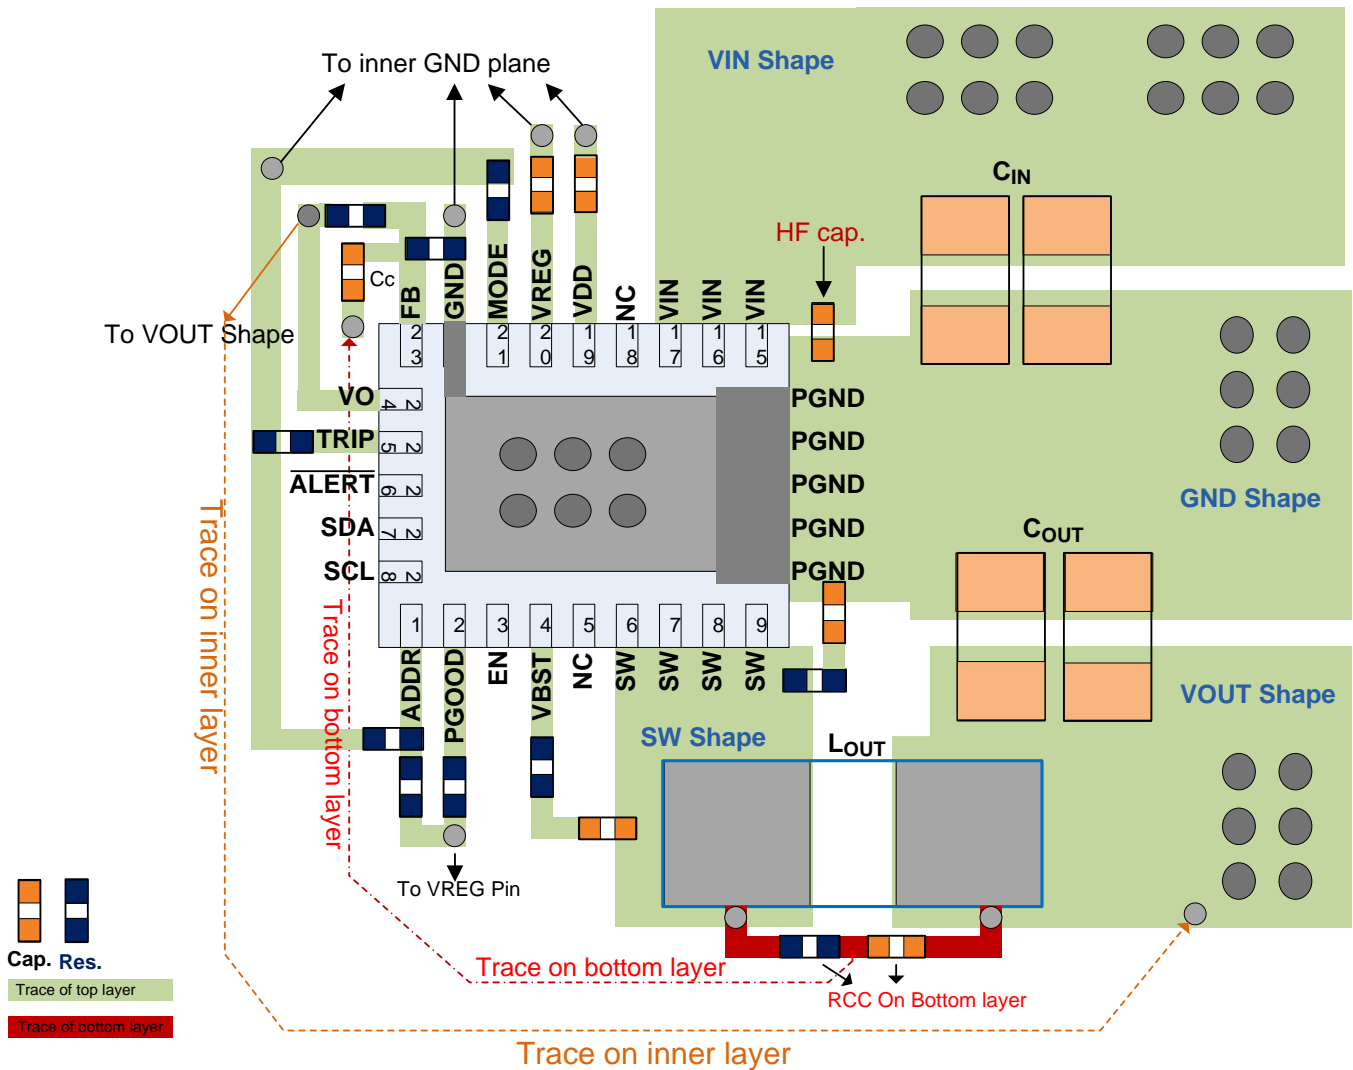 To inner GND plane
VIN Shape
C_IN
HF cap.
Cc
FB
GND
MODE
VREG
VDD
NC
VIN
VIN
VIN
To VOUT Shape
23
21
20
19
18
17
16
15
VO
24
TRIP
25
ALERT
26
SDA
27
SCL
28
PGND
PGND
PGND
PGND
PGND
GND Shape
C_OUT
1
2
3
4
5
6
7
8
9
ADDR
PGOOD
EN
VBST
NC
SW
SW
SW
SW
Trace on inner layer
Trace on bottom layer
SW Shape
L_OUT
VOUT Shape
To VREG Pin
Cap.
Res.
Trace of top layer
Trace of bottom layer
Trace on bottom layer
RCC On Bottom layer
Trace on inner layer